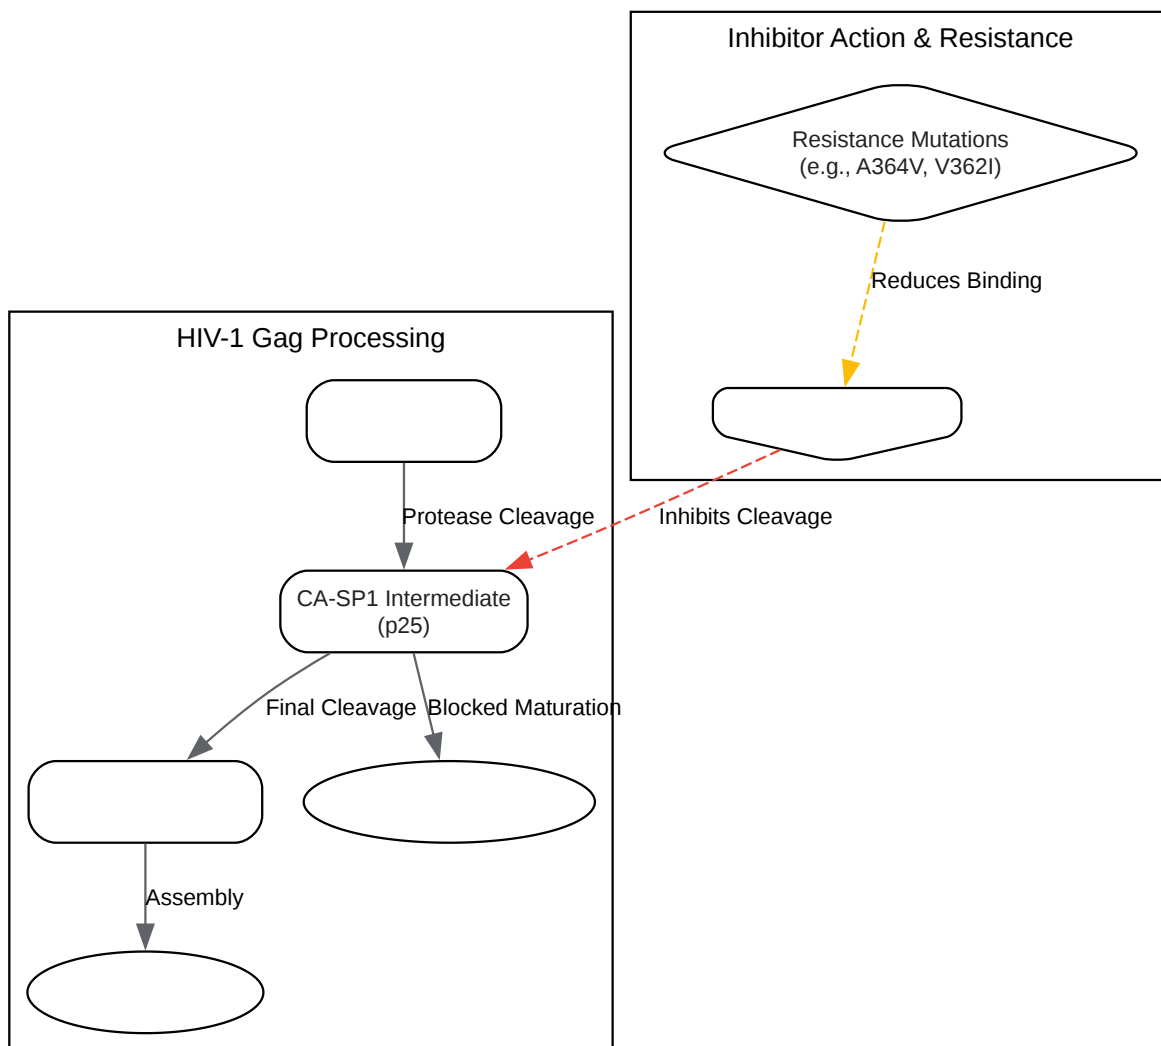 Inhibitor Action & Resistance
Resistance Mutations
(e.g., A364V, V362I)
Reduces Binding
HIV-1 Gag Processing
Protease Cleavage
Inhibits Cleavage
CA-SP1 Intermediate
(p25)
Final Cleavage
Blocked Maturation
Assembly